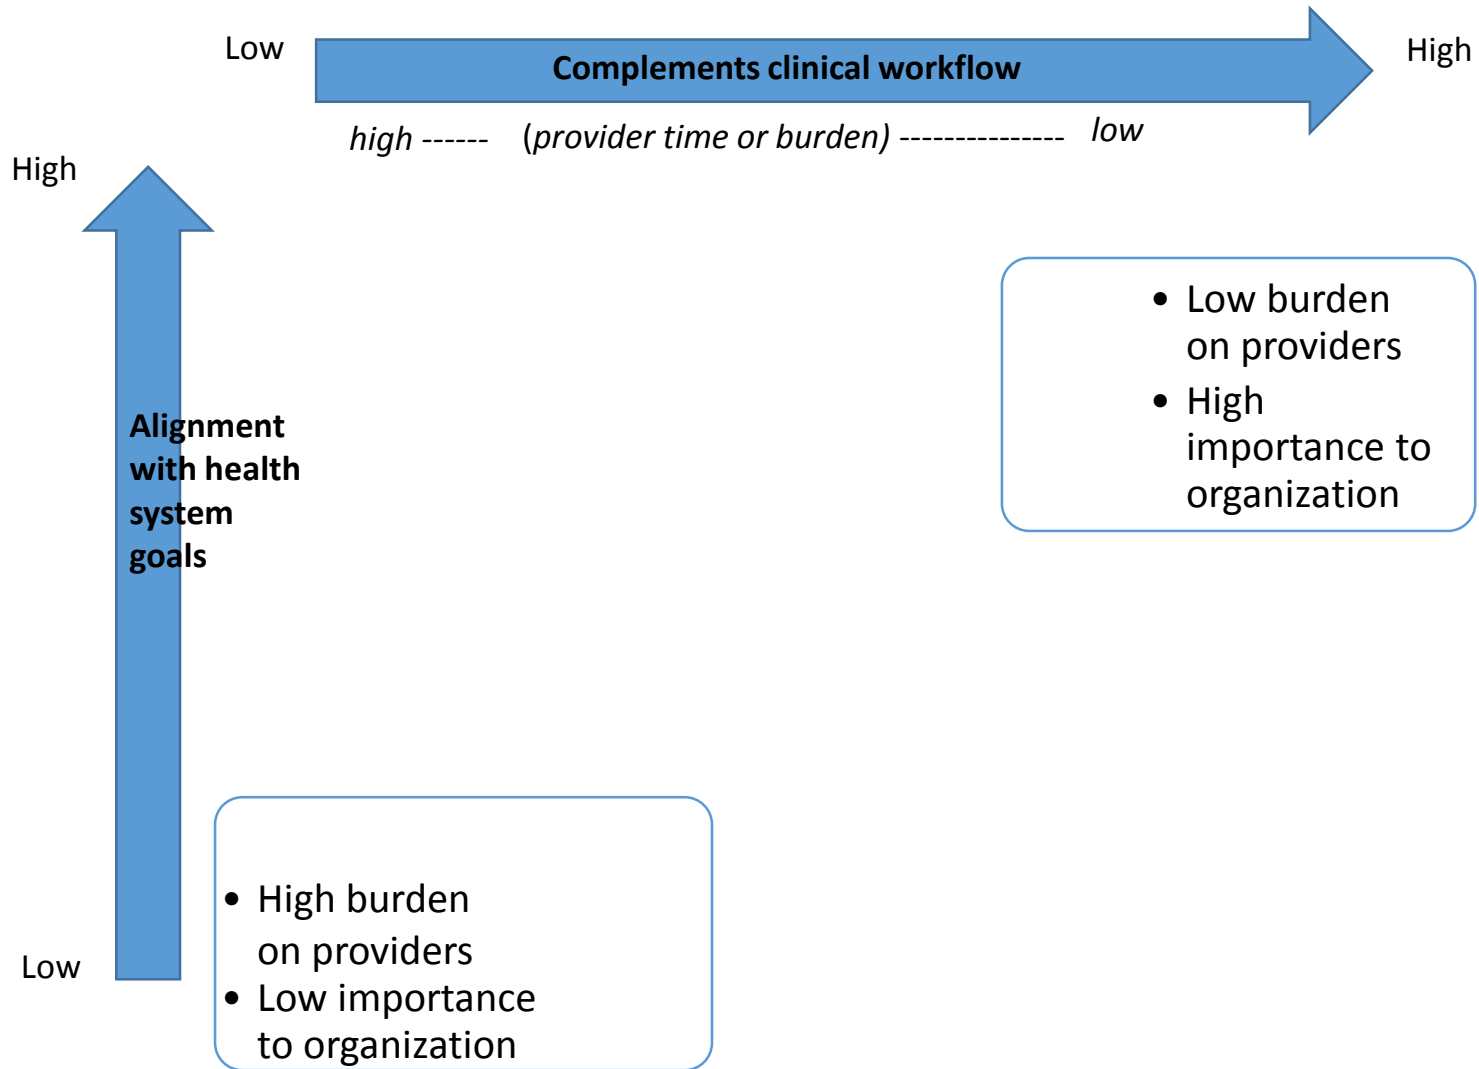 Low
High
Complements clinical workflow
high ------ (provider time or burden) --------------- low
High
Alignment
with health
system
goals
• Low burden
on providers
• High
importance to
organization
• High burden
on providers
• Low importance
to organization
Low